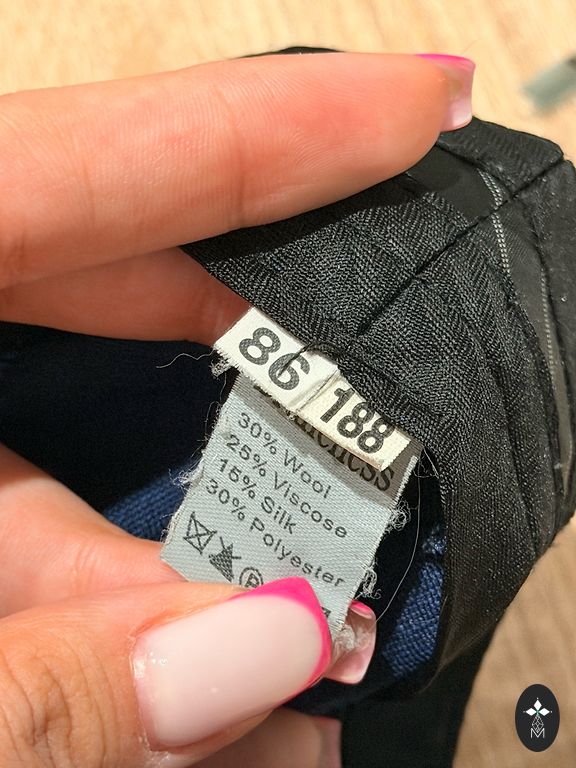 86 188
30% Wool
25% Viscose
15% Silk
30% Polyester
P